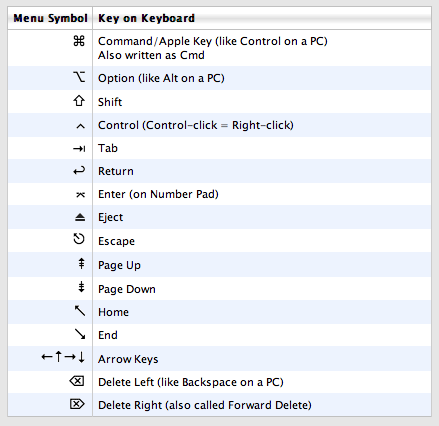 Menu Symbol Key on Keyboard
⌘ Command/Apple Key (like Control on a PC)
Also written as Cmd
⌥ Option (like Alt on a PC)
⇧ Shift
⌃ Control (Control-click = Right-click)
⇥ Tab
↩ Return
⌤ Enter (on Number Pad)
⏏ Eject
⎋ Escape
⇞ Page Up
⇟ Page Down
↖ Home
↘ End
←↑→↓ Arrow Keys
⌫ Delete Left (like Backspace on a PC)
⌦ Delete Right (also called Forward Delete)